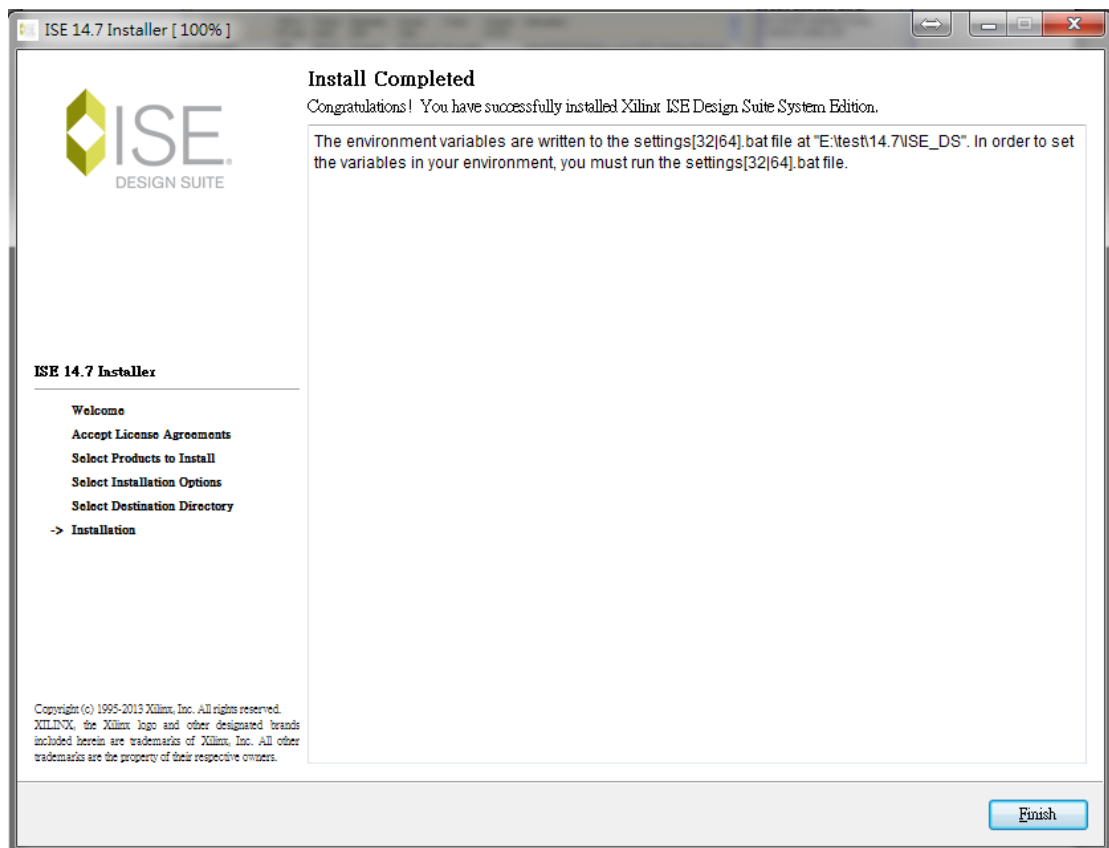 ISE 14.7 Installer [ 100% ]
ISE.
DESIGN SUITE
Install Completed
Congratulations! You have successfully installed Xilinx ISE Design Suite System Edition.
The environment variables are written to the settings[32|64].bat file at "E:\test\14.7\ISE_DS". In order to set
the variables in your environment, you must run the settings[32|64].bat file.
ISE 14.7 Installer
Welcome
Accept License Agreements
Select Products to Install
Select Installation Options
Select Destination Directory
-> Installation
Copyright (c) 1995-2013 Xilinx, Inc. All rights reserved.
XILINX, the Xilinx logo and other designated brands
included herein are trademarks of Xilinx, Inc. All other
trademarks are the property of their respective owners.
Finish